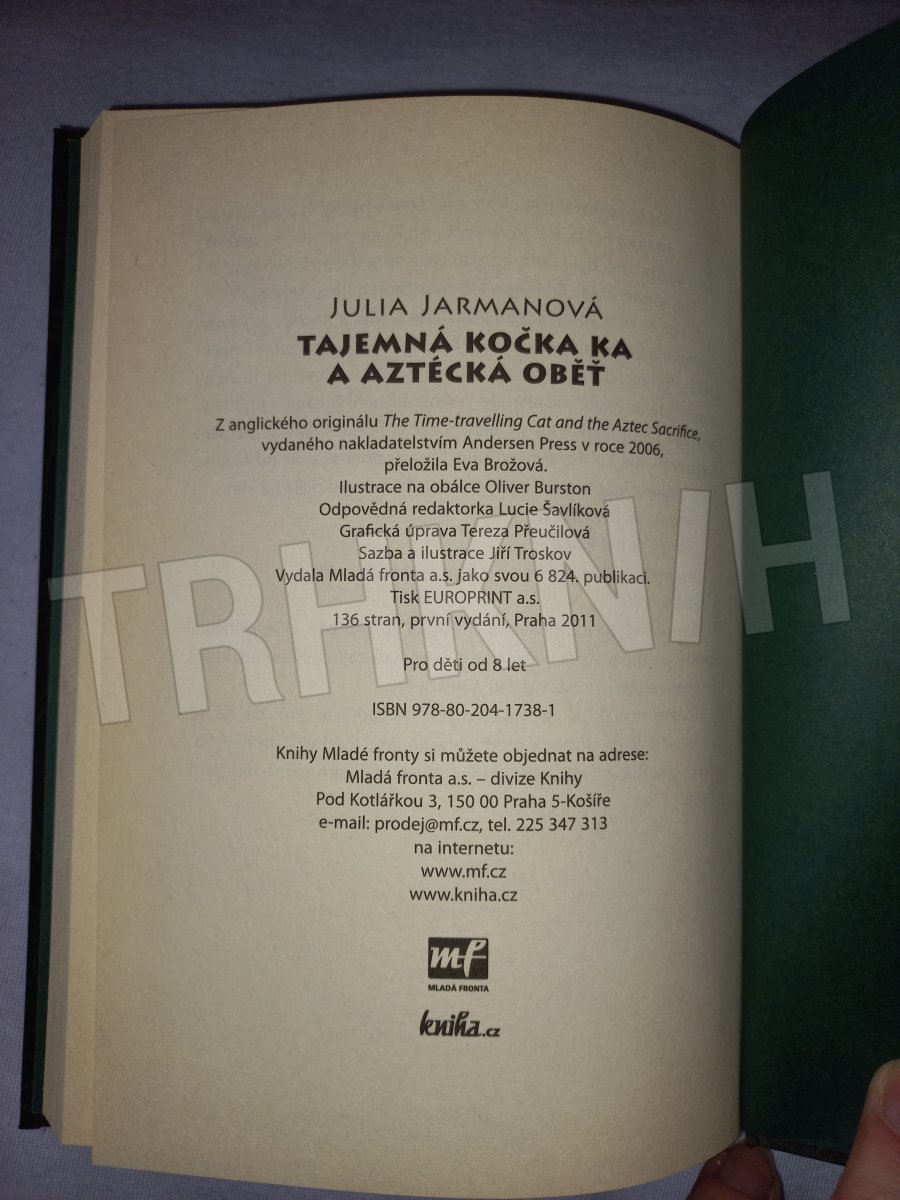 JULIA JARMANOVÁ
TAJEMNÁ KOČKA KA
A AZTÉCKÁ OBĚŤ
Z anglického originálu The Time-travelling Cat and the Aztec Sacrifice,
vydaného nakladatelstvím Andersen Press v roce 2006,
přeložila Eva Brožová.
Ilustrace na obálce Oliver Burston
Odpovědná redaktorka Lucie Šavlíková
Grafická úprava Tereza Přeučilová
Sazba a ilustrace Jiří Troskov
Vydala Mladá fronta a.s. jako svou 6 824. publikaci.
Tisk EUROPRINT a.s.
136 stran, první vydání, Praha 2011
Pro děti od 8 let
ISBN 978-80-204-1738-1
Knihy Mladé fronty si můžete objednat na adrese:
Mladá fronta a.s. – divize Knihy
Pod Kotlářkou 3, 150 00 Praha 5-Košíře
e-mail: prodej@mf.cz, tel. 225 347 313
na internetu:
www.mf.cz
www.kniha.cz
mf
MLADÁ FRONTA
kniha.cz
TRHKNIH